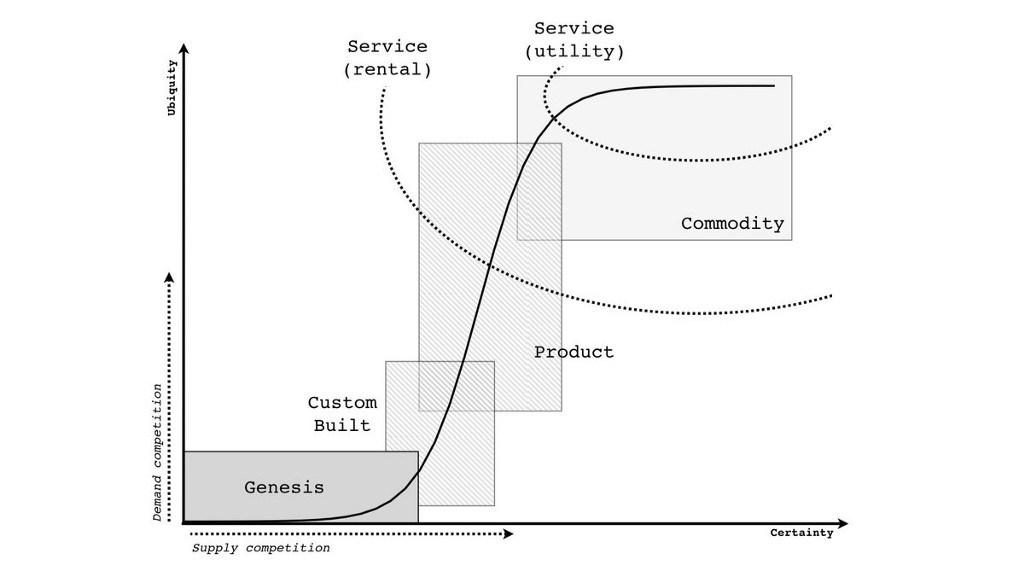 Service
(utility)
Service
(rental)
Ubiquity
Commodity
Product
Custom
Built
Genesis
Demand competition
Certainty
Supply competition